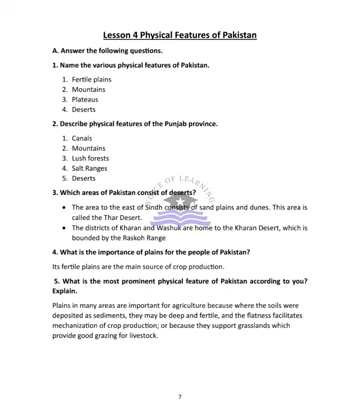 Lesson 4 Physical Features of Pakistan
A. Answer the following questions.
1. Name the various physical features of Pakistan.
1. Fertile plains
2. Mountains
3. Plateaus
4. Deserts
2. Describe physical features of the Punjab province.
1. Canals
2. Mountains
3. Lush forests
4. Salt Ranges
5. Deserts
3. Which areas of Pakistan consist of deserts?
• The area to the east of Sindh consists of sand plains and dunes. This area is
called the Thar Desert.
• The districts of Kharan and Washuk are home to the Kharan Desert, which is
bounded by the Raskoh Range
4. What is the importance of plains for the people of Pakistan?
Its fertile plains are the main source of crop production.
5. What is the most prominent physical feature of Pakistan according to you?
Explain.
Plains in many areas are important for agriculture because where the soils were
deposited as sediments, they may be deep and fertile, and the flatness facilitates
mechanization of crop production; or because they support grasslands which
provide good grazing for livestock.
7